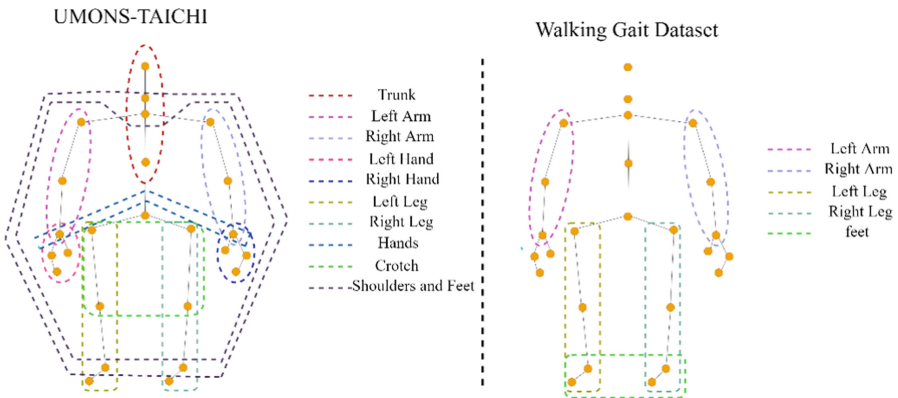 UMONS-TAICHI
Trunk
Left Arm
Right Arm
Left Hand
Right Hand
Left Leg
Right Leg
Hands
Crotch
Shoulders and Feet
Walking Gait Dataset
Left Arm
Right Arm
Left Leg
Right Leg
feet